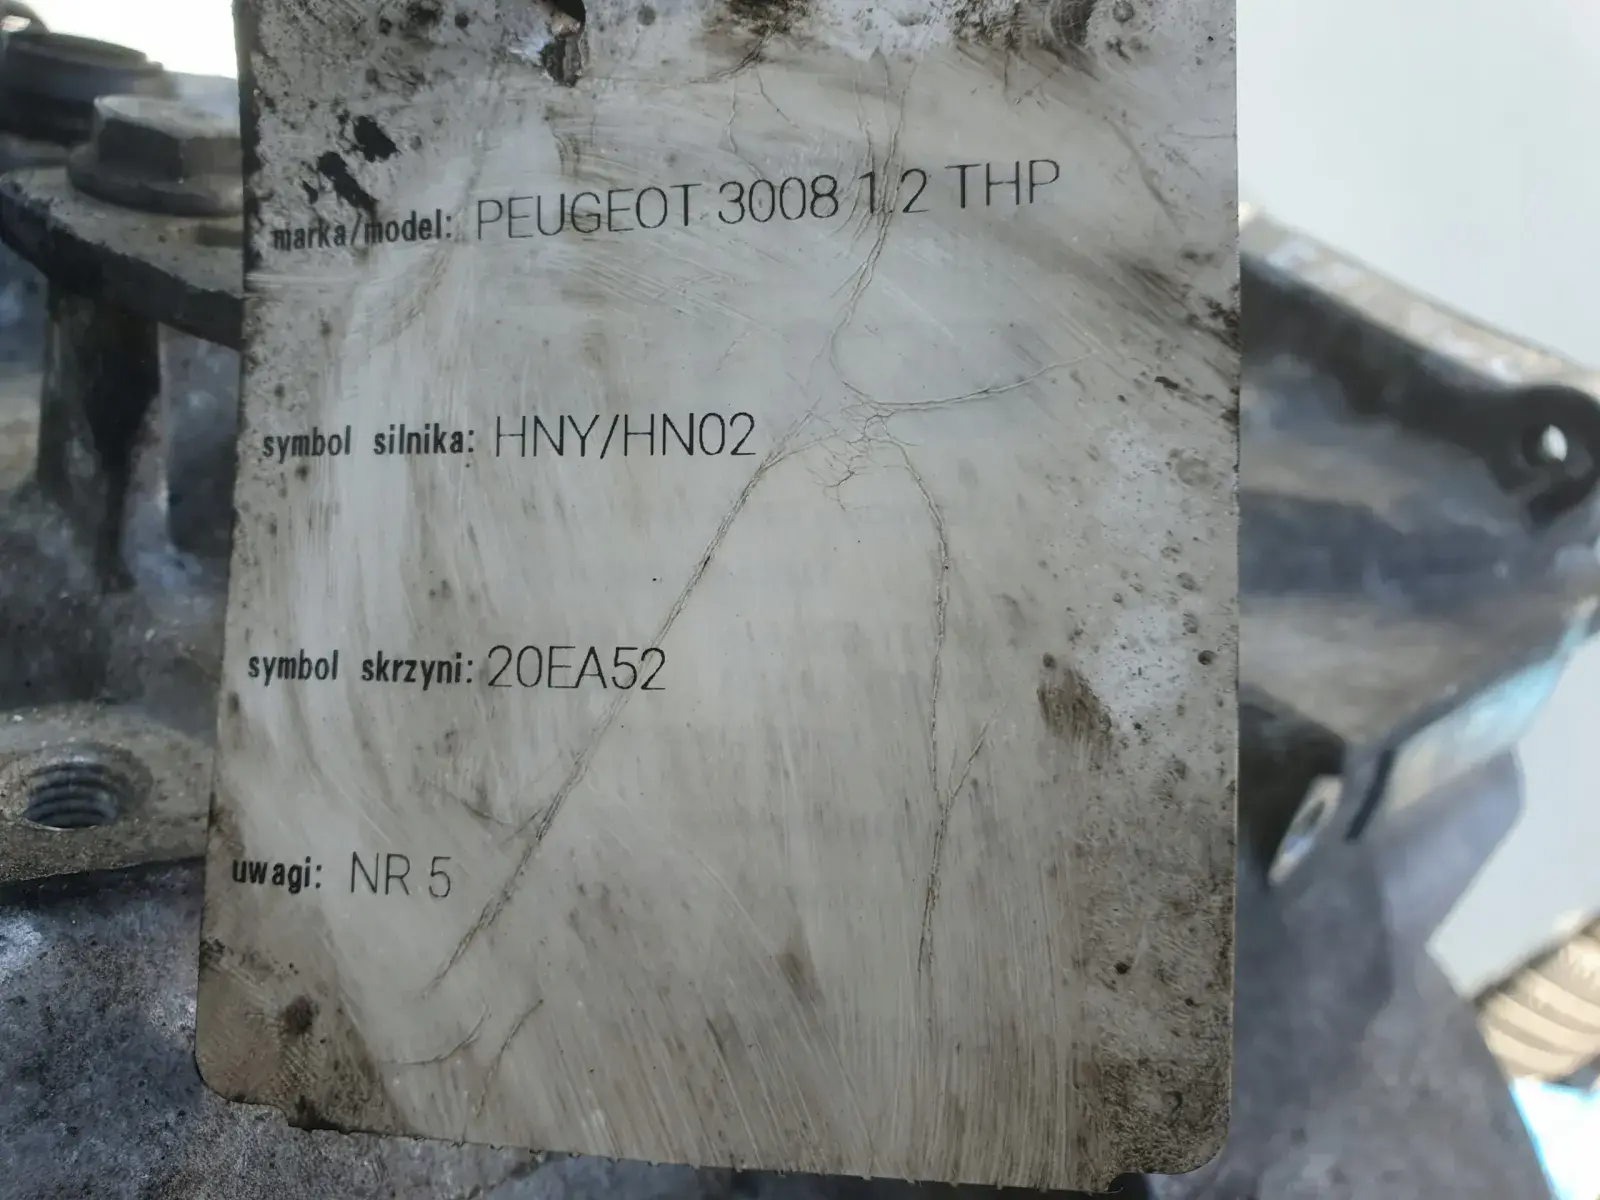 marka/model: PEUGEOT 3008 1.2 THP
symbol silnika: HNY/HN02
symbol skrzyni: 20EA52
uwagi: NR 5